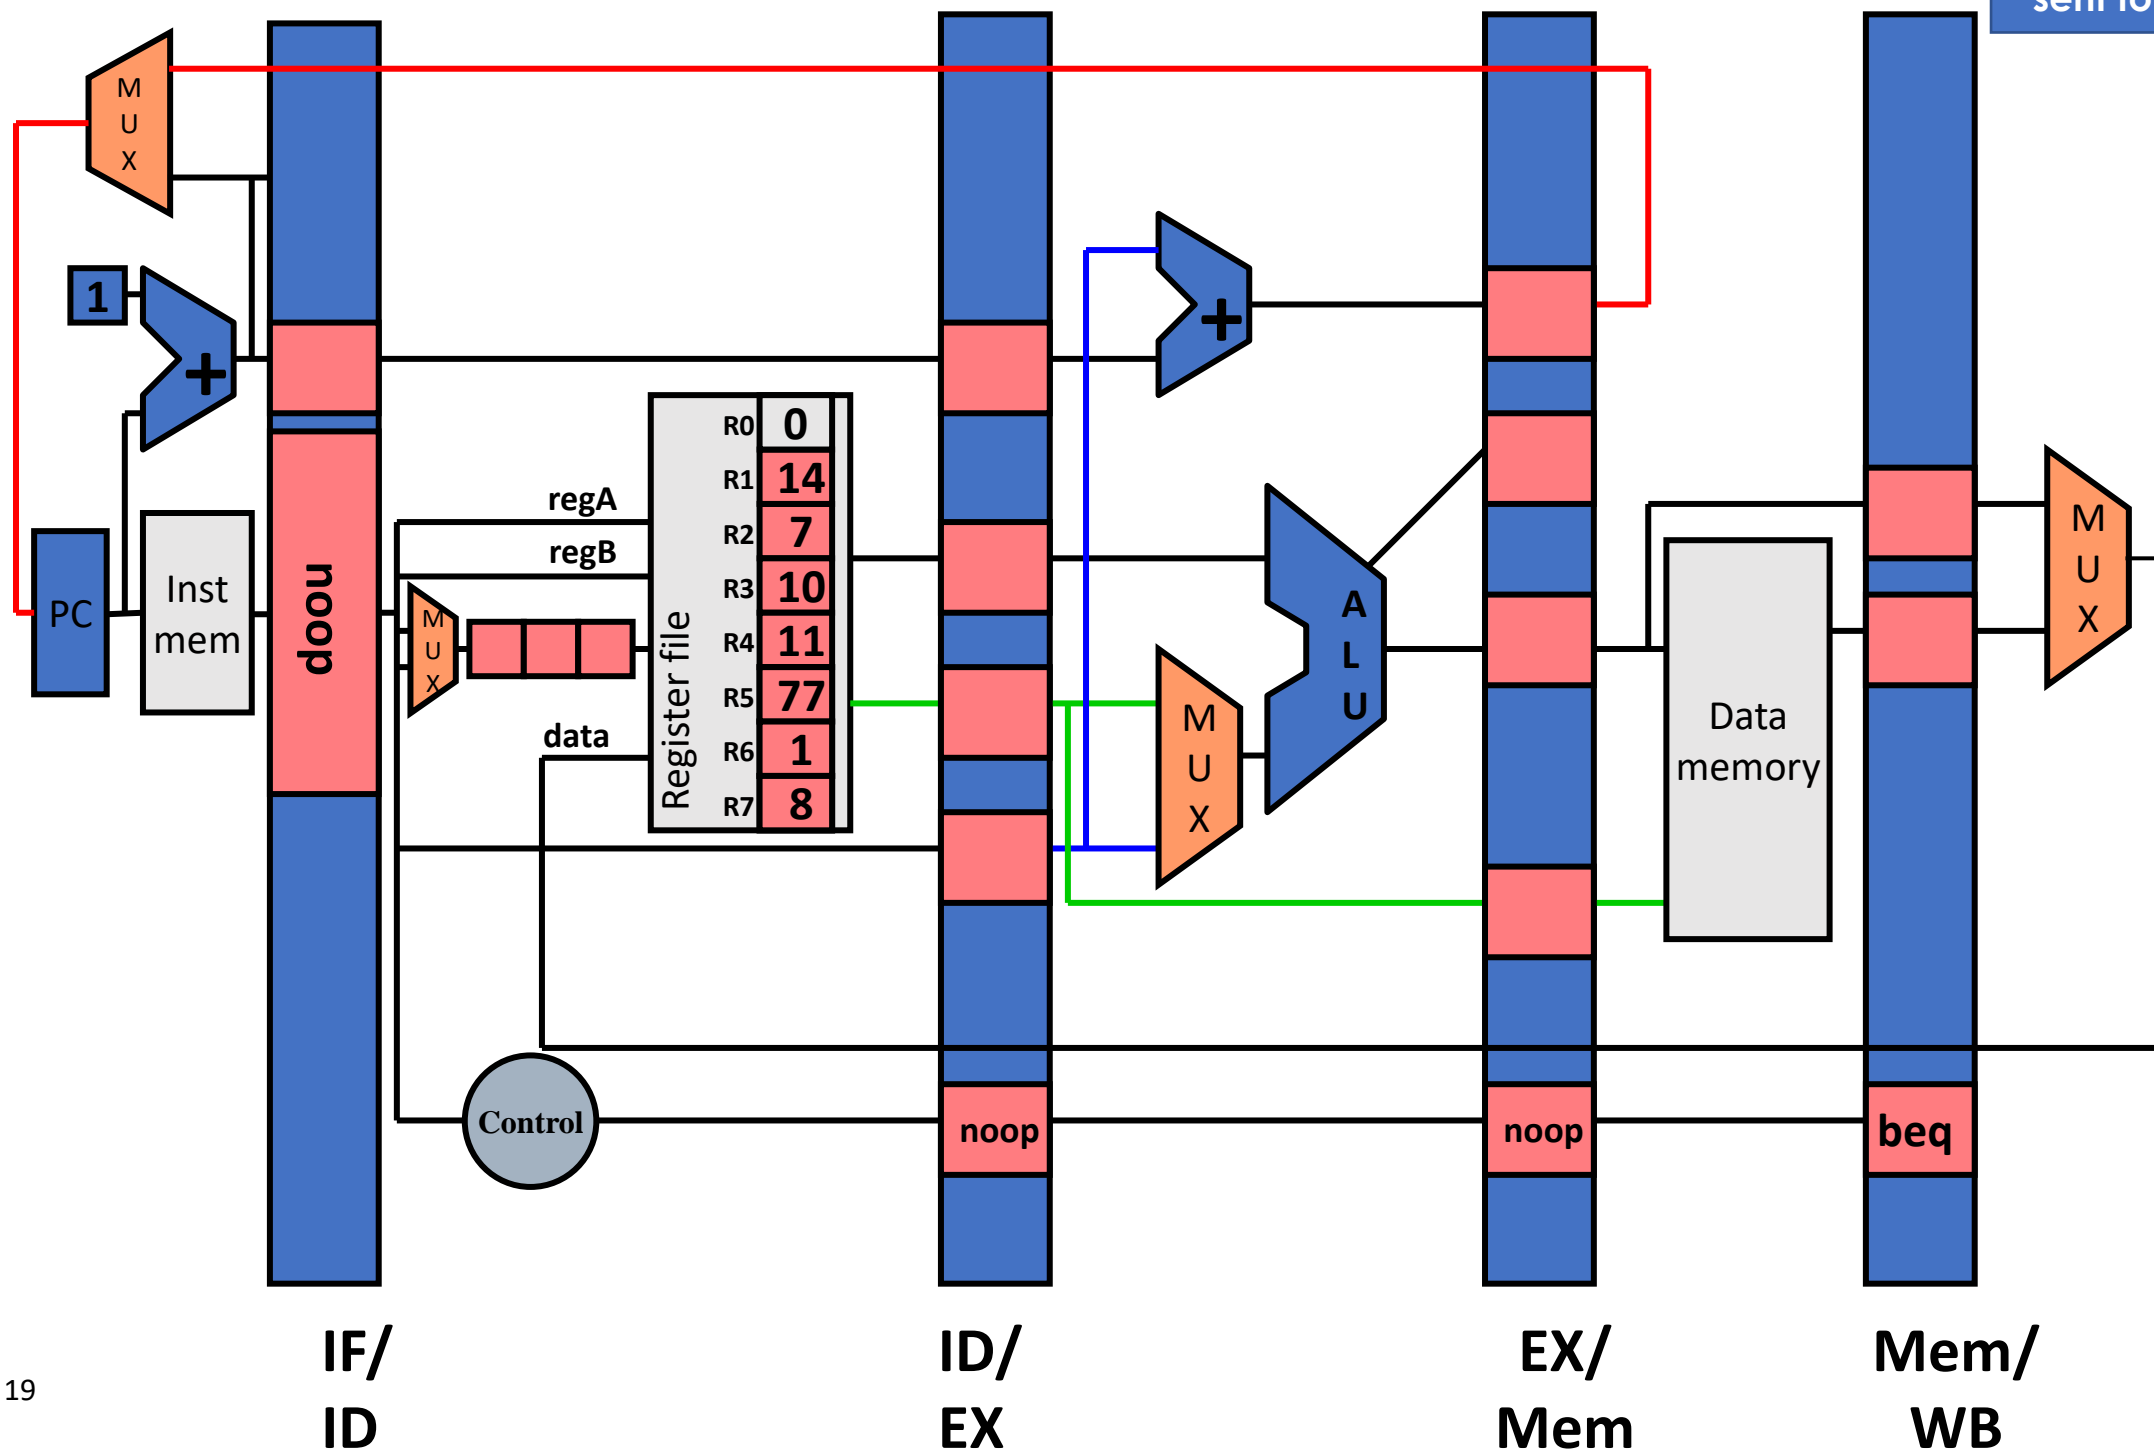 sent to
M
U
X
1
+
+
PC
Inst
mem
noop
regA
regB
M
U
X
data
Register file
R0 0
R1 14
R2 7
R3 10
R4 11
R5 77
R6 1
R7 8
M
U
X
A
L
U
Data
memory
M
U
X
Control
noop
noop
beq
IF/
ID
ID/
EX
EX/
Mem
Mem/
WB
19